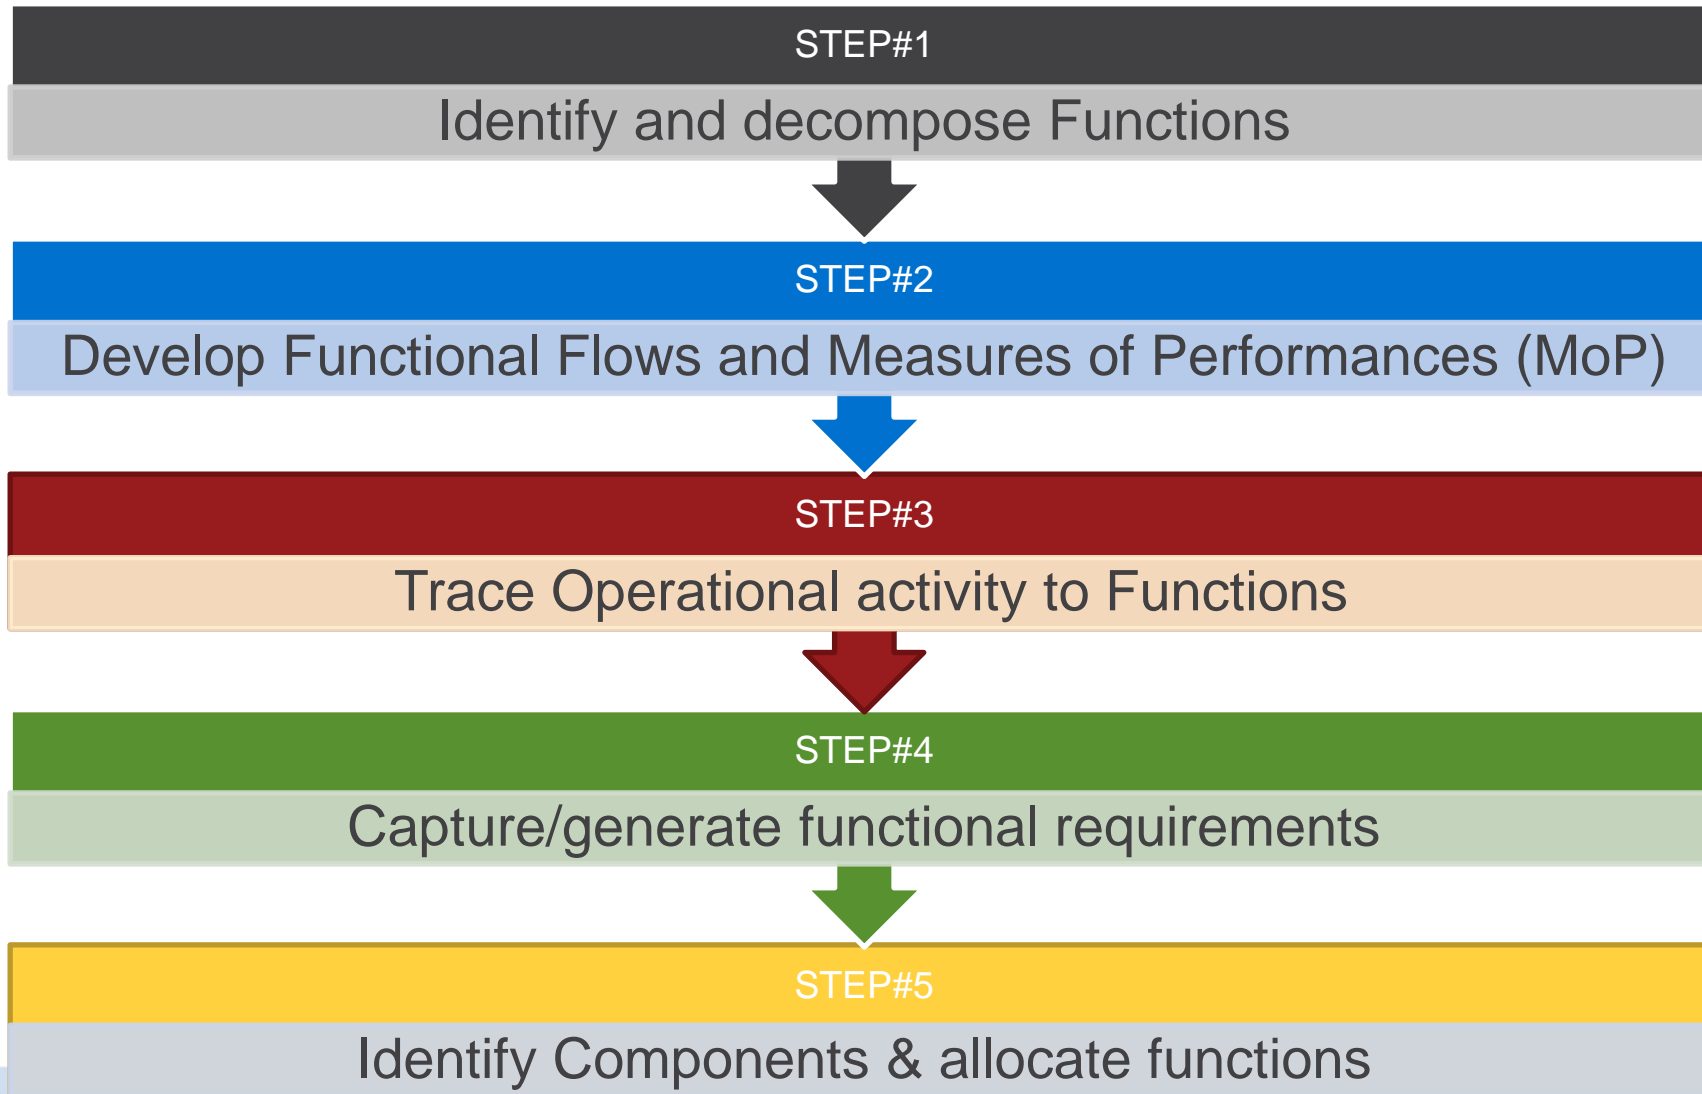 STEP#1
Identify and decompose Functions
STEP#2
Develop Functional Flows and Measures of Performances (MoP)
STEP#3
Trace Operational activity to Functions
STEP#4
Capture/generate functional requirements
STEP#5
Identify Components & allocate functions